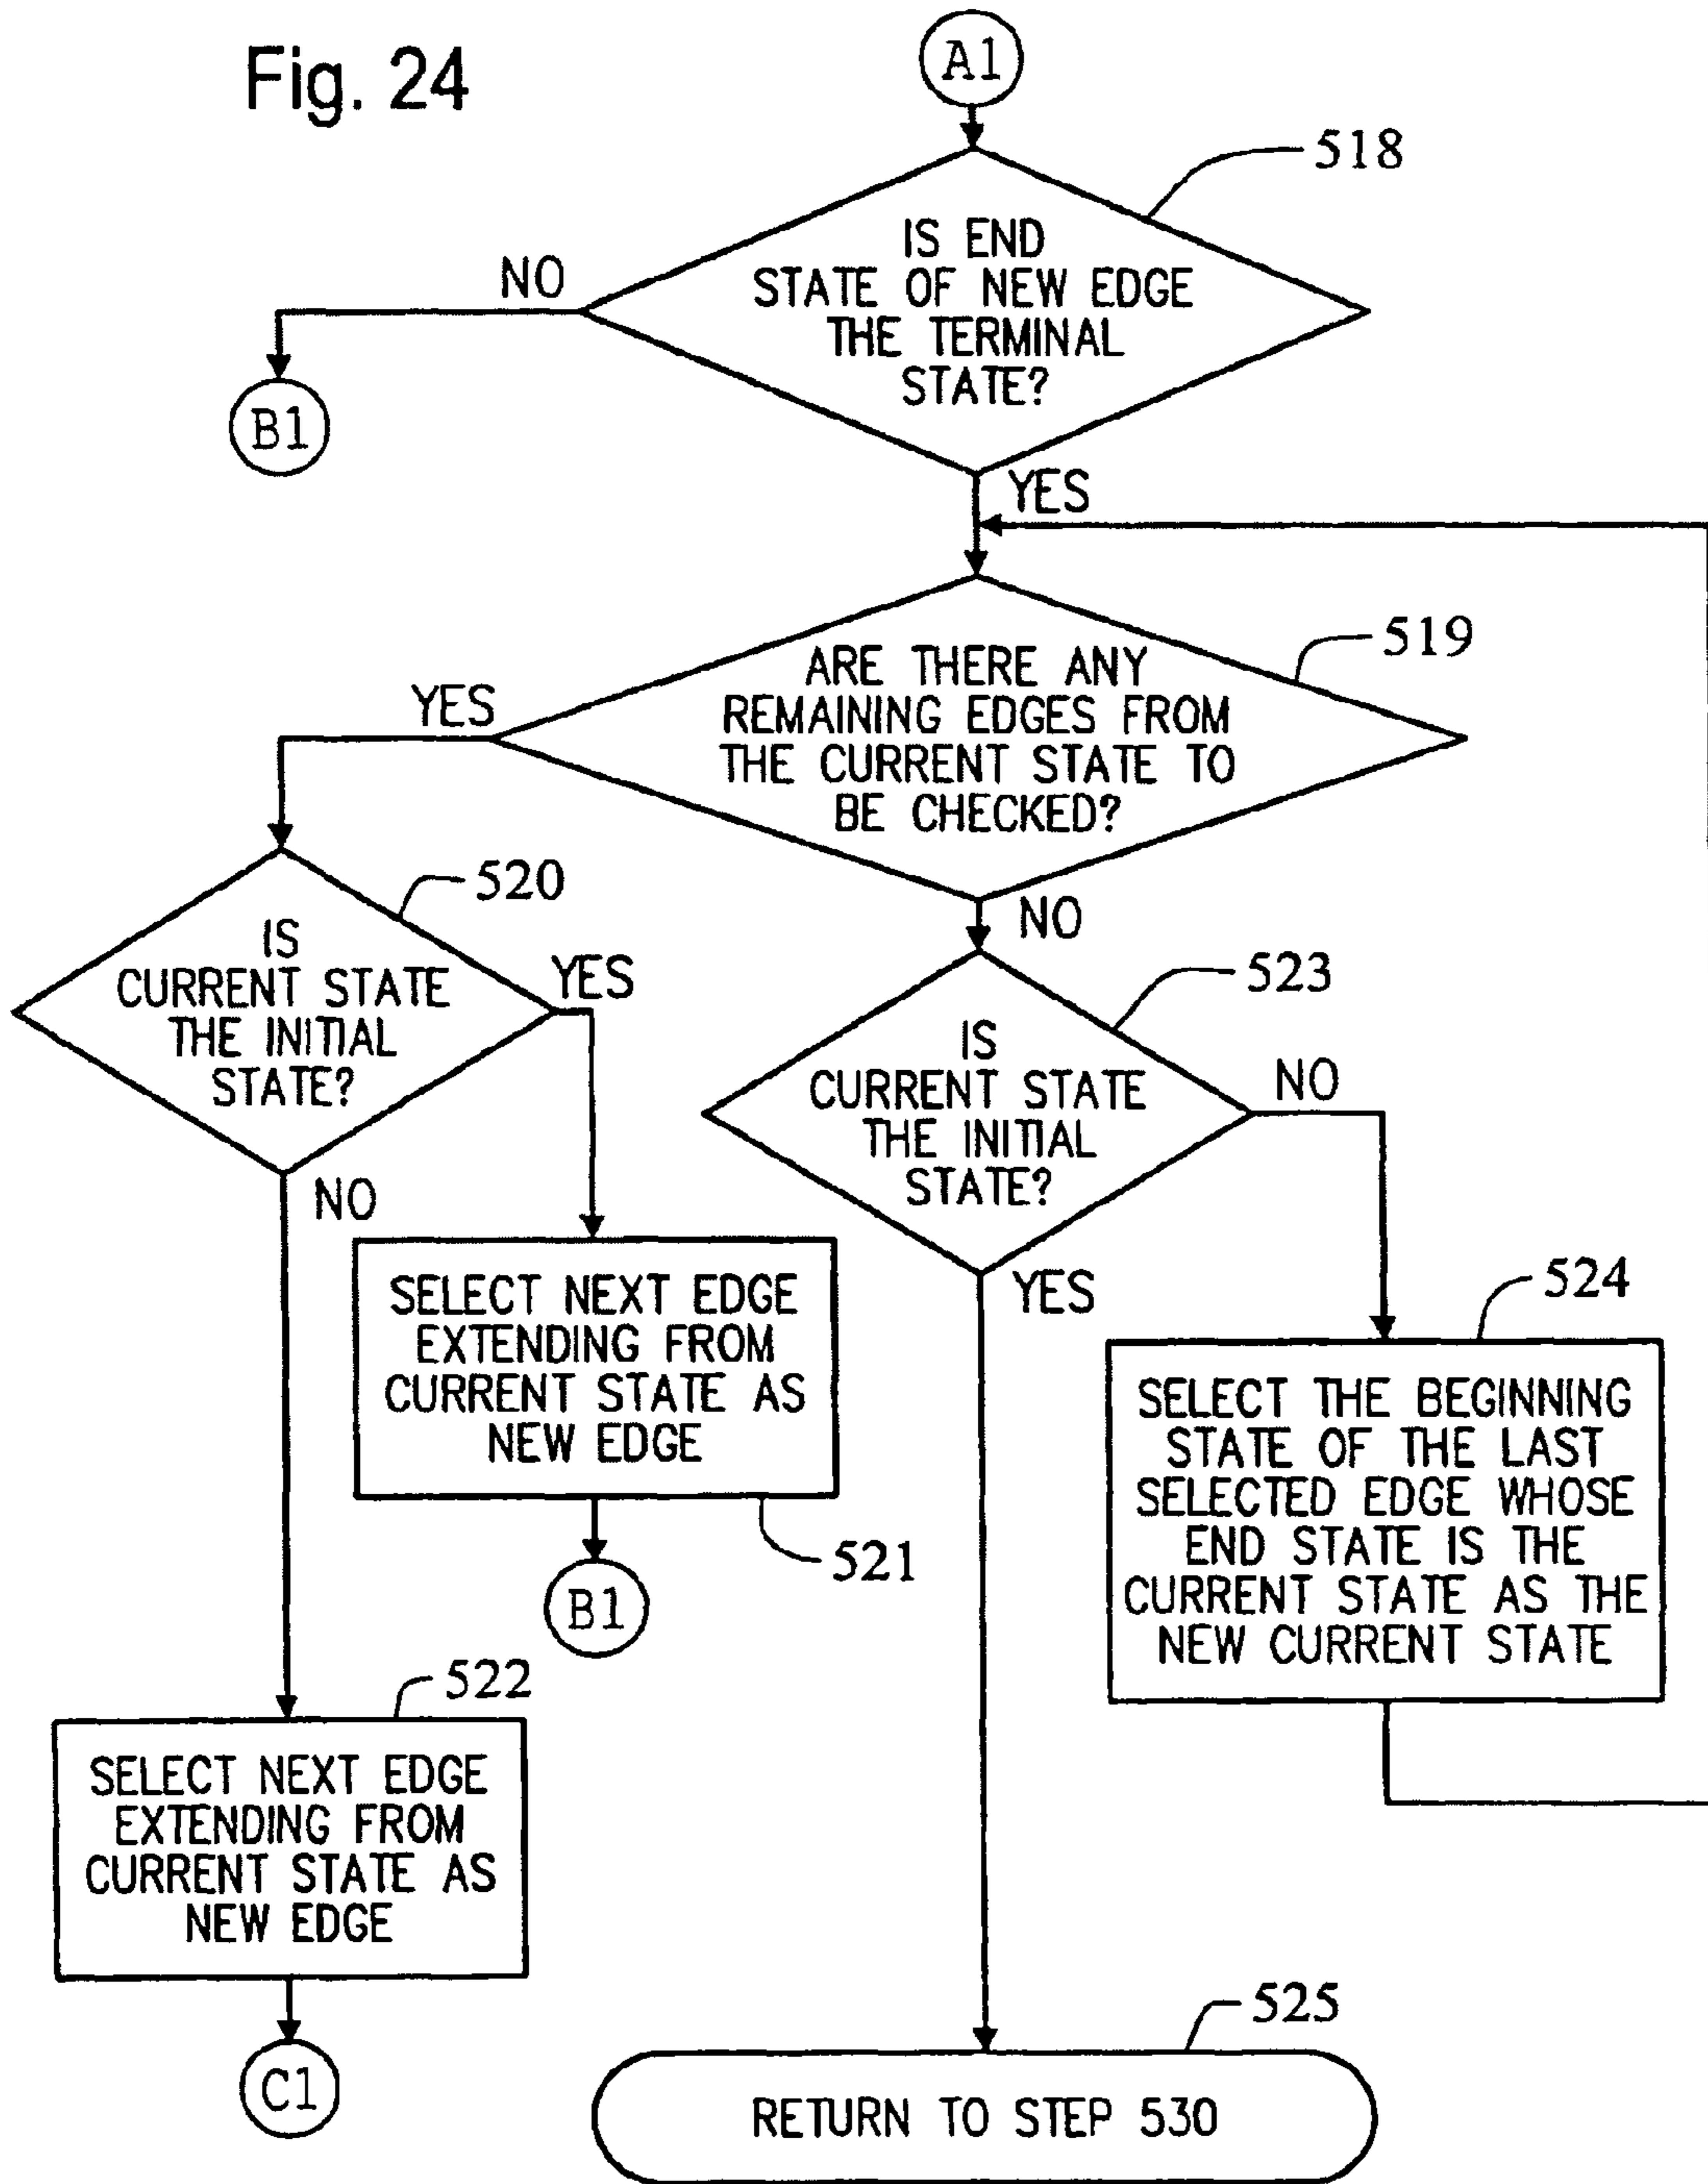 Fig. 24
A1
518
IS END
STATE OF NEW EDGE
THE TERMINAL
STATE?
NO
B1
YES
519
ARE THERE ANY
REMAINING EDGES FROM
THE CURRENT STATE TO
BE CHECKED?
YES
NO
520
IS
CURRENT STATE
THE INITIAL
STATE?
YES
NO
523
IS
CURRENT STATE
THE INITIAL
STATE?
NO
YES
SELECT NEXT EDGE
EXTENDING FROM
CURRENT STATE AS
NEW EDGE
521
B1
524
SELECT THE BEGINNING
STATE OF THE LAST
SELECTED EDGE WHOSE
END STATE IS THE
CURRENT STATE AS THE
NEW CURRENT STATE
522
SELECT NEXT EDGE
EXTENDING FROM
CURRENT STATE AS
NEW EDGE
C1
525
RETURN TO STEP 530